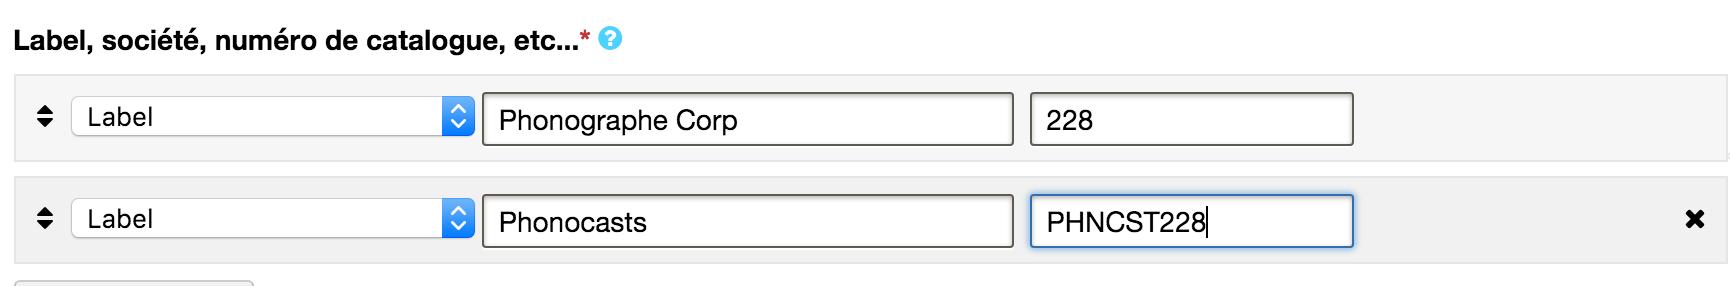 Label, société, numéro de catalogue, etc...* ?
Label Phonographe Corp 228
Label Phonocasts PHNCST228